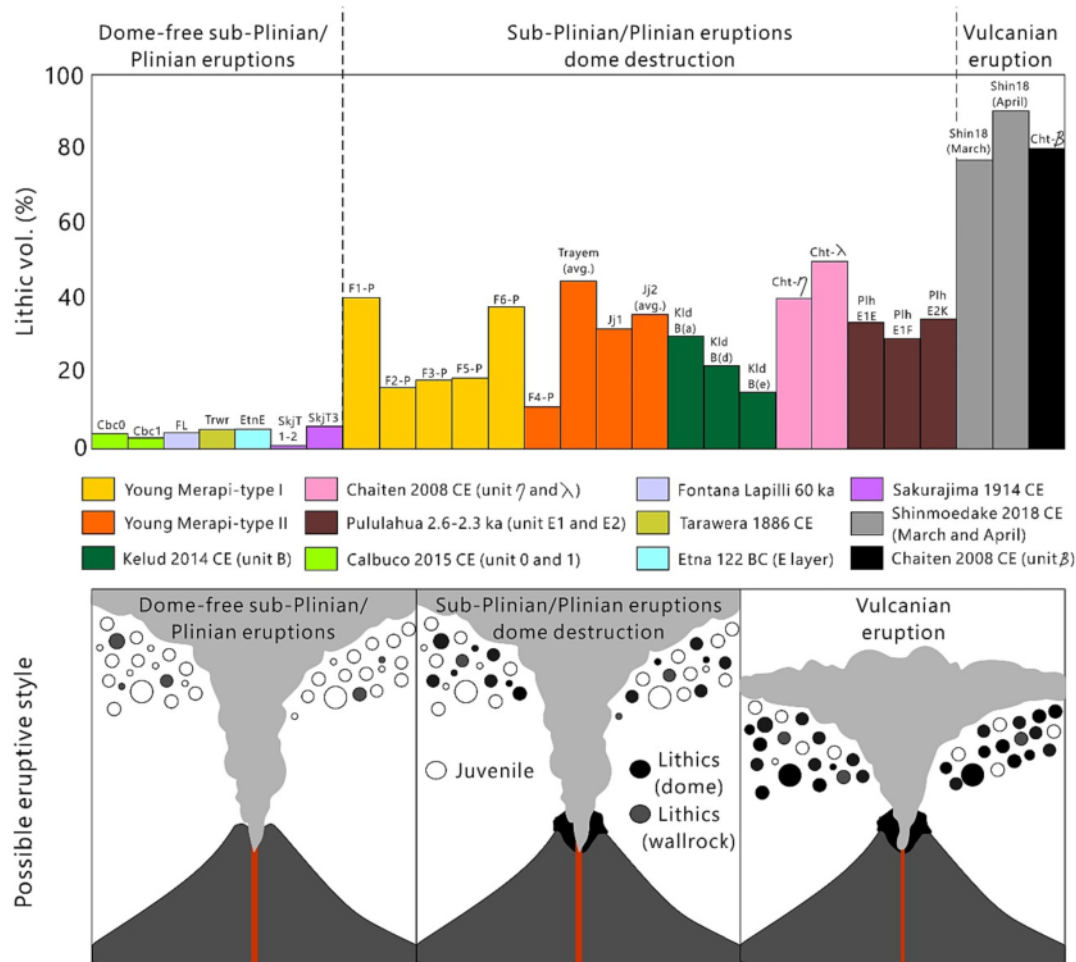 Dome-free sub-Plinian/
Plinian eruptions
Sub-Plinian/Plinian eruptions
dome destruction
Vulcanian
eruption
Lithic vol. (%)
100
80
60
40
20
0
Cbc0
Cbc1
FL
Trwr
EtnE
SkjT
1-2
SkjT3
F1-P
F2-P
F3-P
F5-P
F6-P
F4-P
Trayem
(avg.)
Jj1
Jj2
(avg.)
Kld
B(a)
Kld
B(d)
Kld
B(e)
Cht-η
Cht-λ
Plh
E1E
Plh
E1F
Plh
E2K
Shin18
(March)
Shin18
(April)
Cht-β
Young Merapi-type I
Chaiten 2008 CE (unit η and λ)
Fontana Lapilli 60 ka
Sakurajima 1914 CE
Young Merapi-type II
Pululahua 2.6-2.3 ka (unit E1 and E2)
Tarawera 1886 CE
Shinmoedake 2018 CE
(March and April)
Kelud 2014 CE (unit B)
Calbuco 2015 CE (unit 0 and 1)
Etna 122 BC (E layer)
Chaiten 2008 CE (unit β)
Possible eruptive style
Dome-free sub-Plinian/
Plinian eruptions
Sub-Plinian/Plinian eruptions
dome destruction
Vulcanian
eruption
Juvenile
Lithics
(dome)
Lithics
(wallrock)